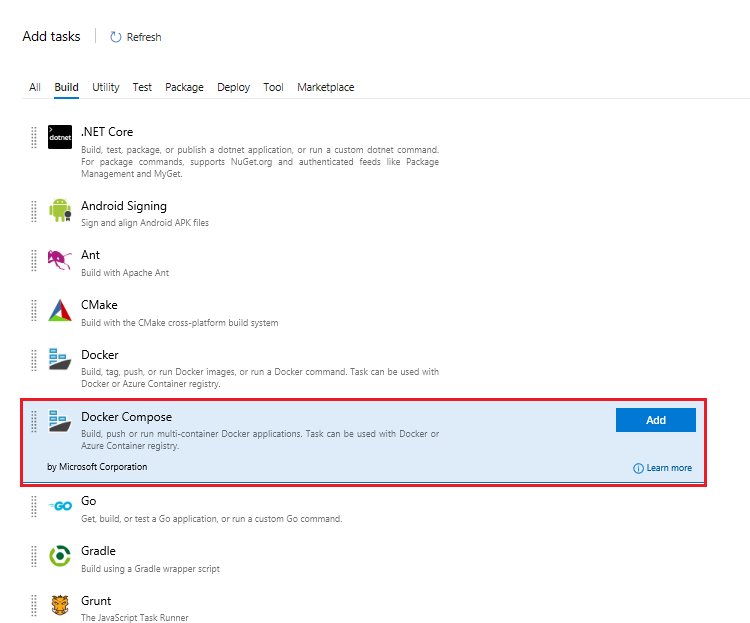 Add tasks Refresh
All Build Utility Test Package Deploy Tool Marketplace
dotnet
.NET Core
Build, test, package, or publish a dotnet application, or run a custom dotnet command.
For package commands, supports NuGet.org and authenticated feeds like Package
Management and MyGet.
Android Signing
Sign and align Android APK files
Ant
Build with Apache Ant
CMake
Build with the CMake cross-platform build system
Docker
Build, tag, push, or run Docker images, or run a Docker command. Task can be used with
Docker or Azure Container registry.
Docker Compose
Add
Build, push or run multi-container Docker applications. Task can be used with Docker or
Azure Container registry.
by Microsoft Corporation
Learn more
GO
Go
Get, build, or test a Go application, or run a custom Go command.
Gradle
Build using a Gradle wrapper script
Grunt
The JavaScript Task Runner